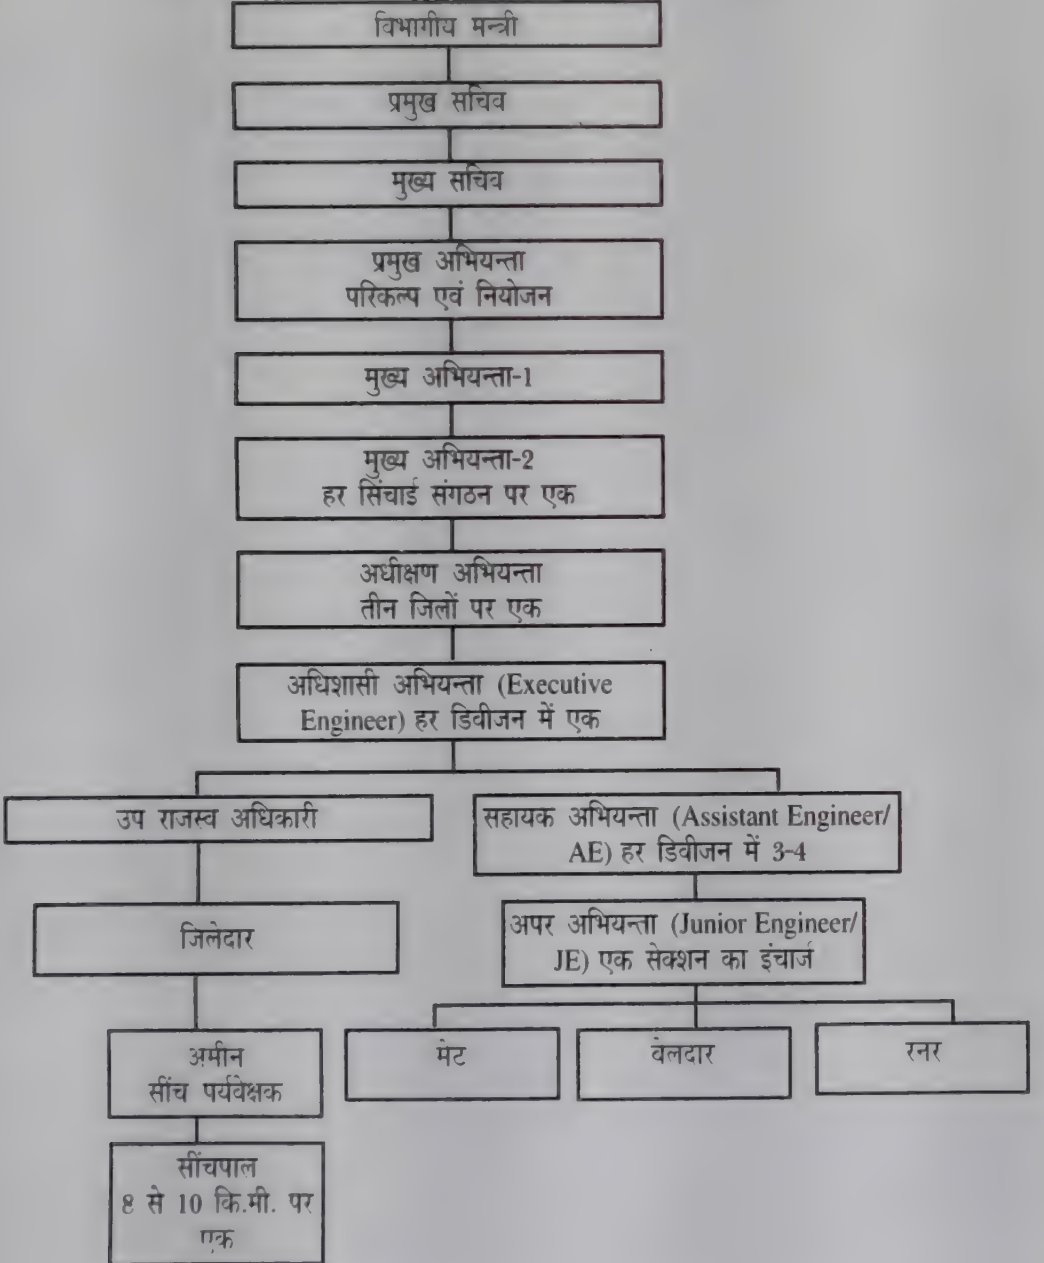 विभागीय मन्त्री
प्रमुख सचिव
मुख्य सचिव
प्रमुख अभियन्ता
परिकल्प एवं नियोजन
मुख्य अभियन्ता-1
मुख्य अभियन्ता-2
हर सिंचाई संगठन पर एक
अधीक्षण अभियन्ता
तीन जिलों पर एक
अधिशासी अभियन्ता (Executive
Engineer) हर डिवीजन में एक
उप राजस्व अधिकारी
सहायक अभियन्ता (Assistant Engineer/
AE) हर डिवीजन में 3-4
जिलेदार
अपर अभियन्ता (Junior Engineer/
JE) एक सेक्शन का इंचार्ज
अमीन
सींच पर्यवेक्षक
मेट
बेलदार
रनर
सींचपाल
8 से 10 कि.मी. पर
एक